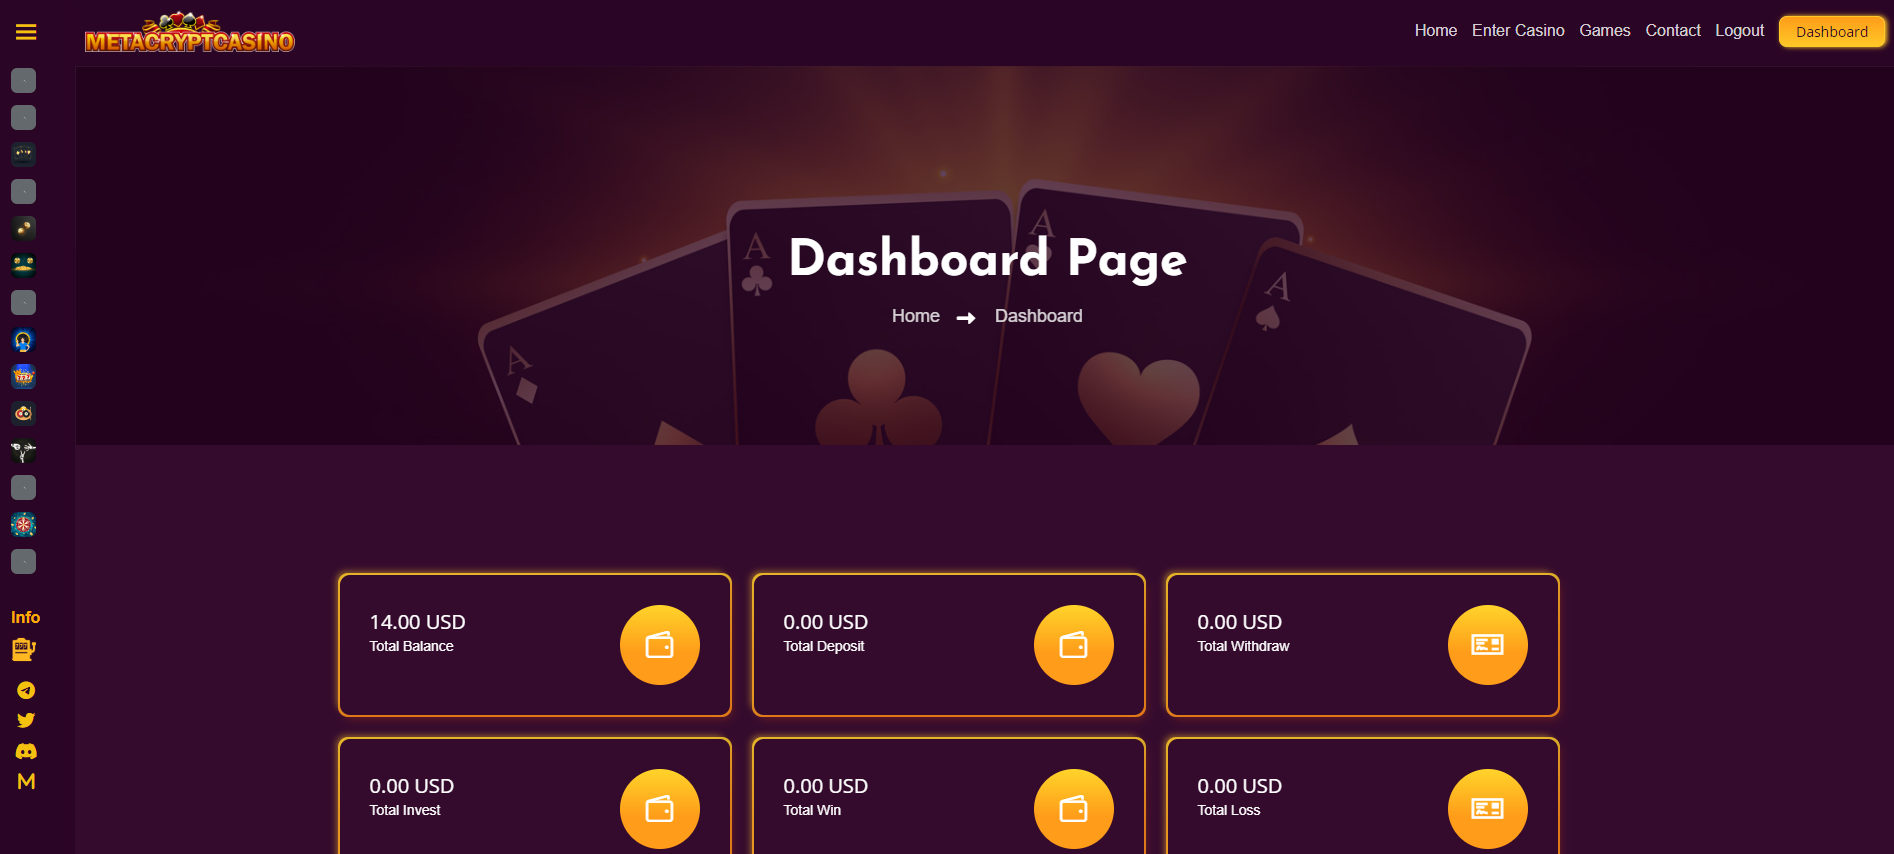 METACRYPTCASINO
Home Enter Casino Games Contact Logout Dashboard
Dashboard Page
Home → Dashboard
A
A
A
A
Info
14.00 USD
Total Balance
0.00 USD
Total Deposit
0.00 USD
Total Withdraw
0.00 USD
Total Invest
0.00 USD
Total Win
0.00 USD
Total Loss